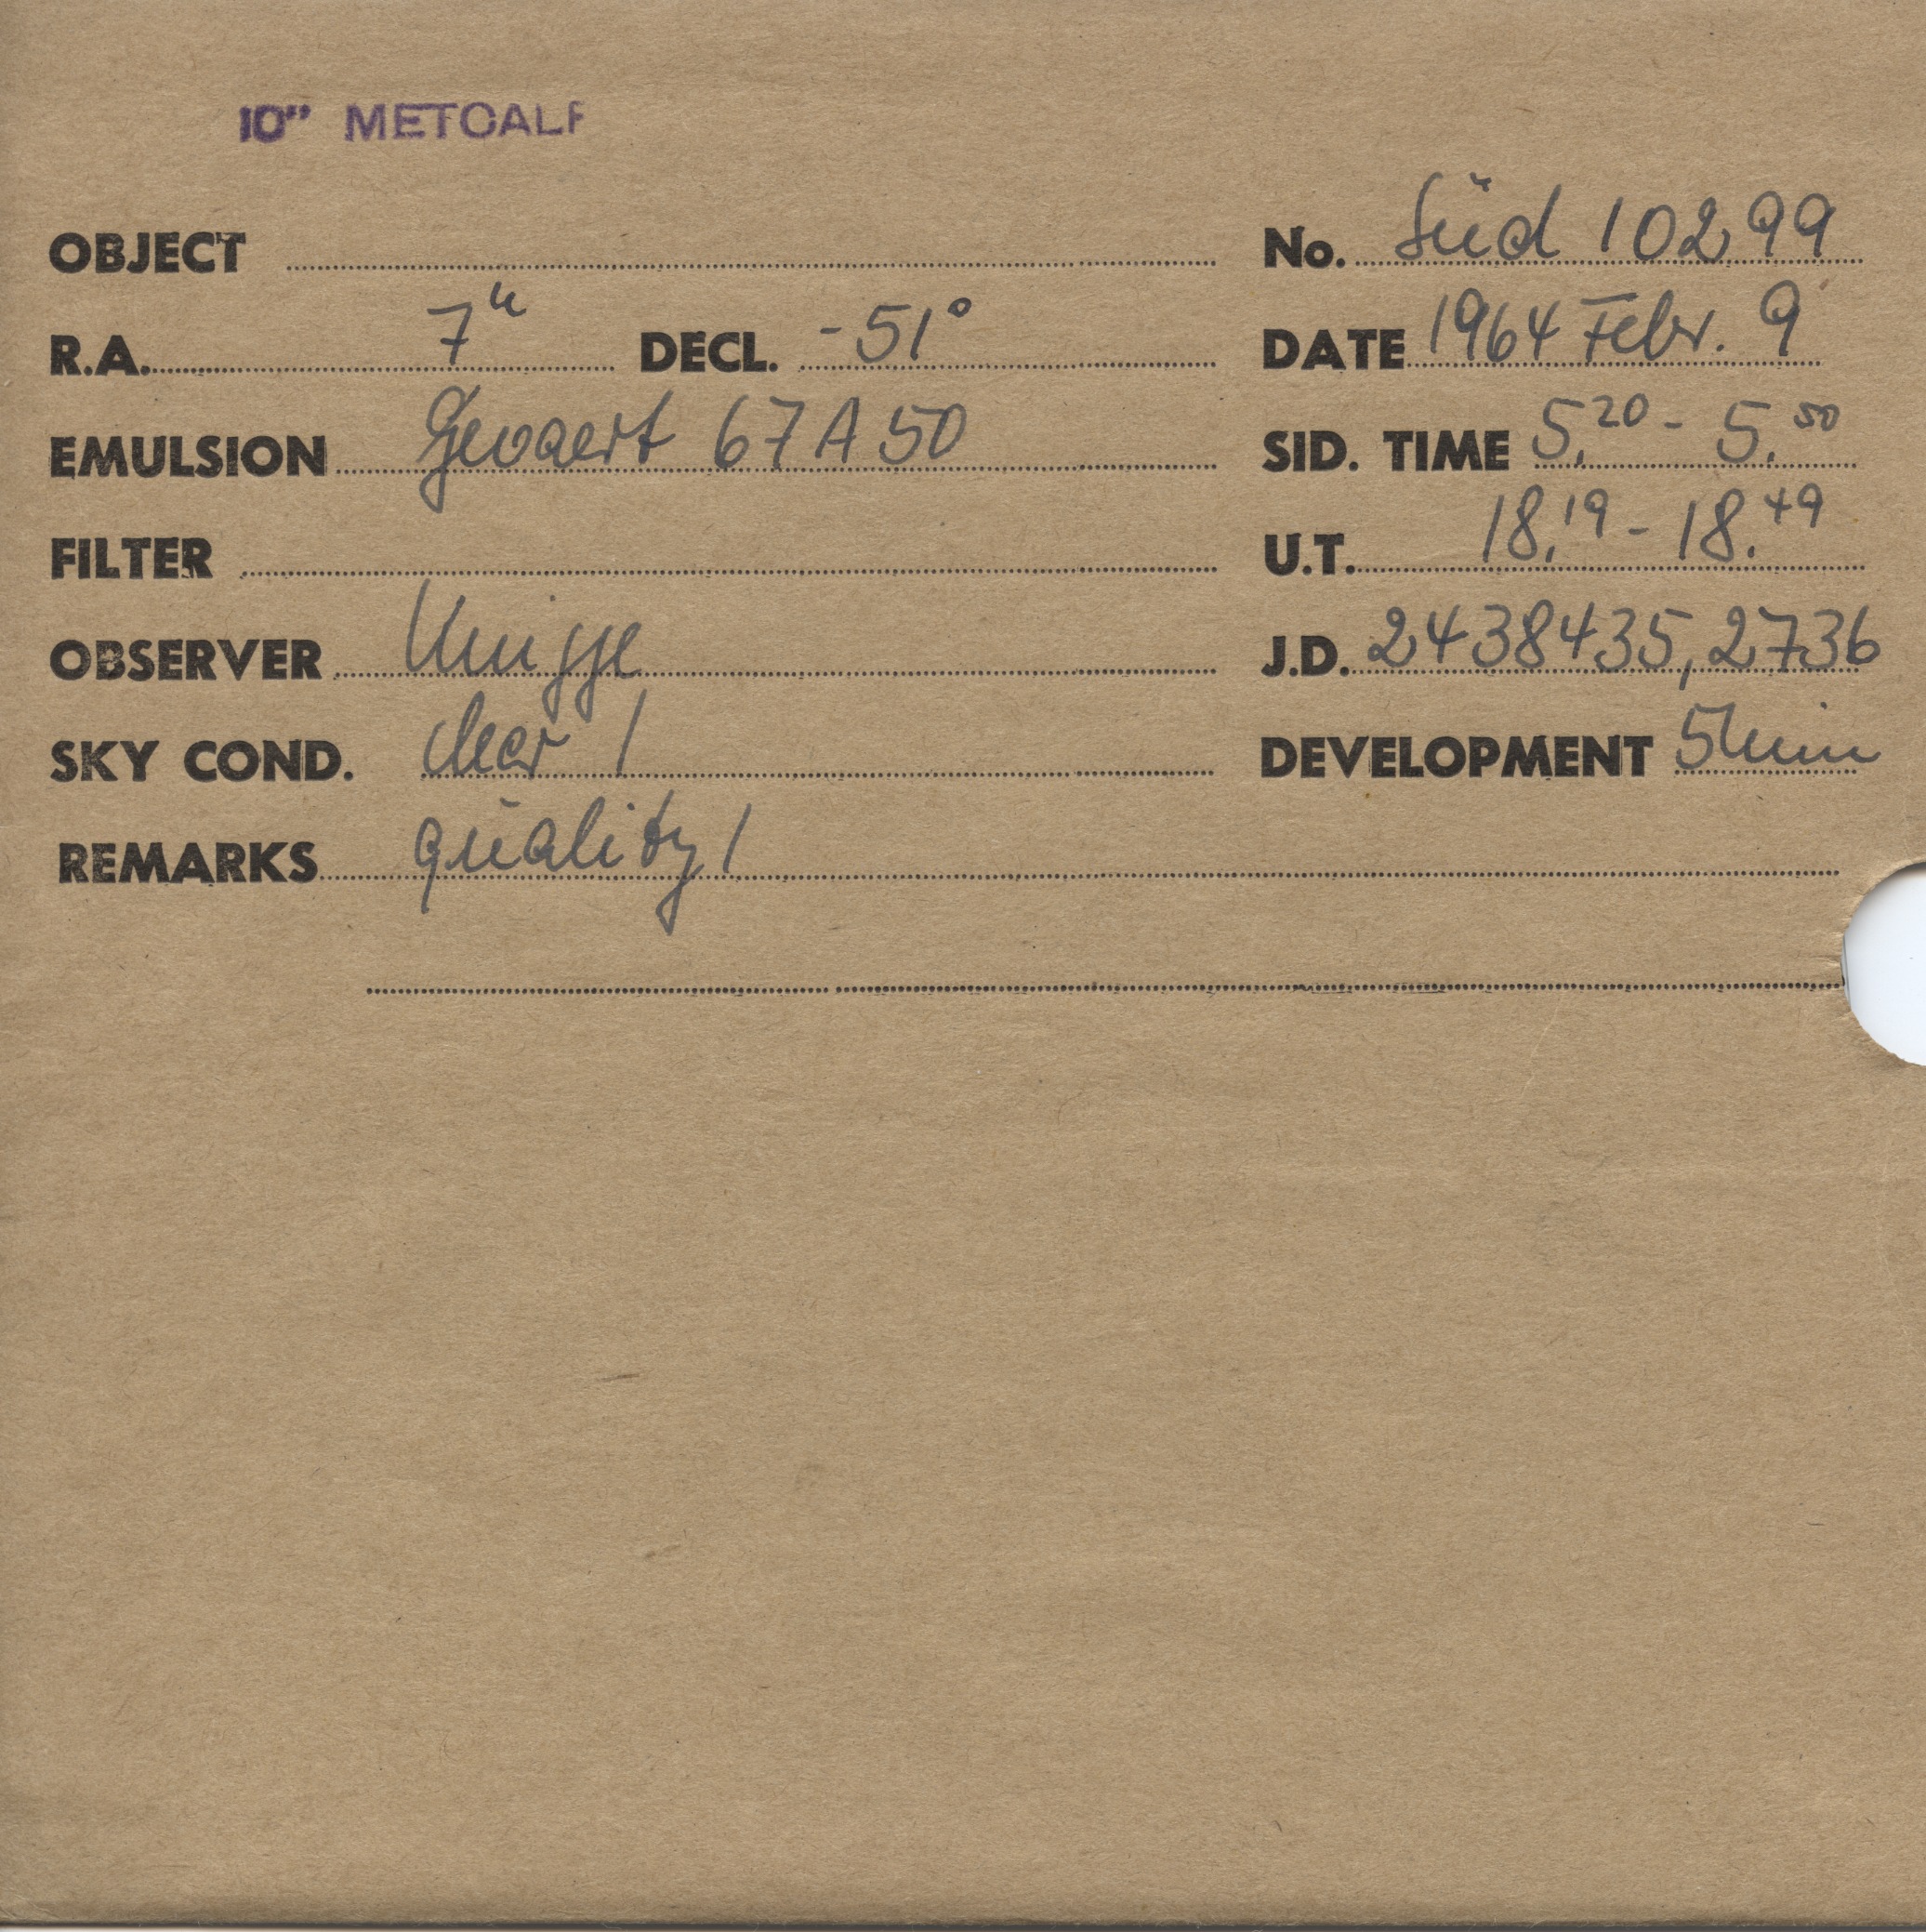 10" METCALF
OBJECT No. Süd 10299
R.A. 7h DECL. -51° DATE 1964 Febr. 9
EMULSION Gevaert 67A50 SID. TIME 5.20 - 5.50
FILTER U.T. 18.19 - 18.49
OBSERVER Knigge J.D. 2438435,2736
SKY COND. clear 1 DEVELOPMENT 5min
REMARKS quality 1